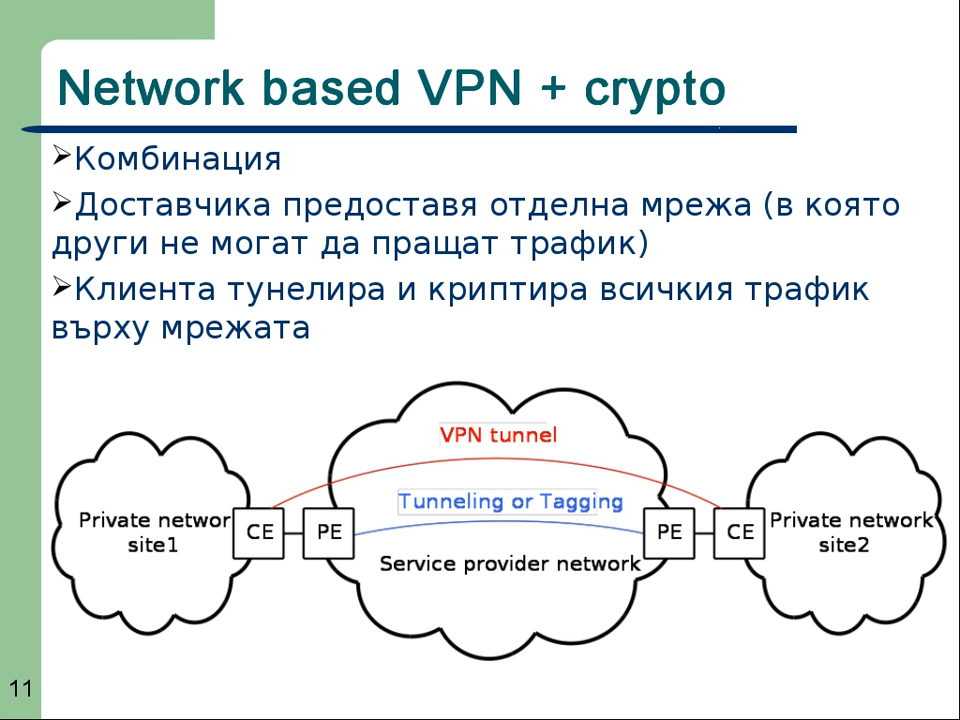 Network based VPN + crypto
➢Комбинация
➢Доставчика предоставя отделна мрежа (в която
други не могат да пращат трафик)
➢Клиента тунелира и криптира всичкия трафик
върху мрежата
VPN tunnel
Tunneling or Tagging
Private networ
site1
CE
PE
Service provider network
PE
CE
Private network
site2
11